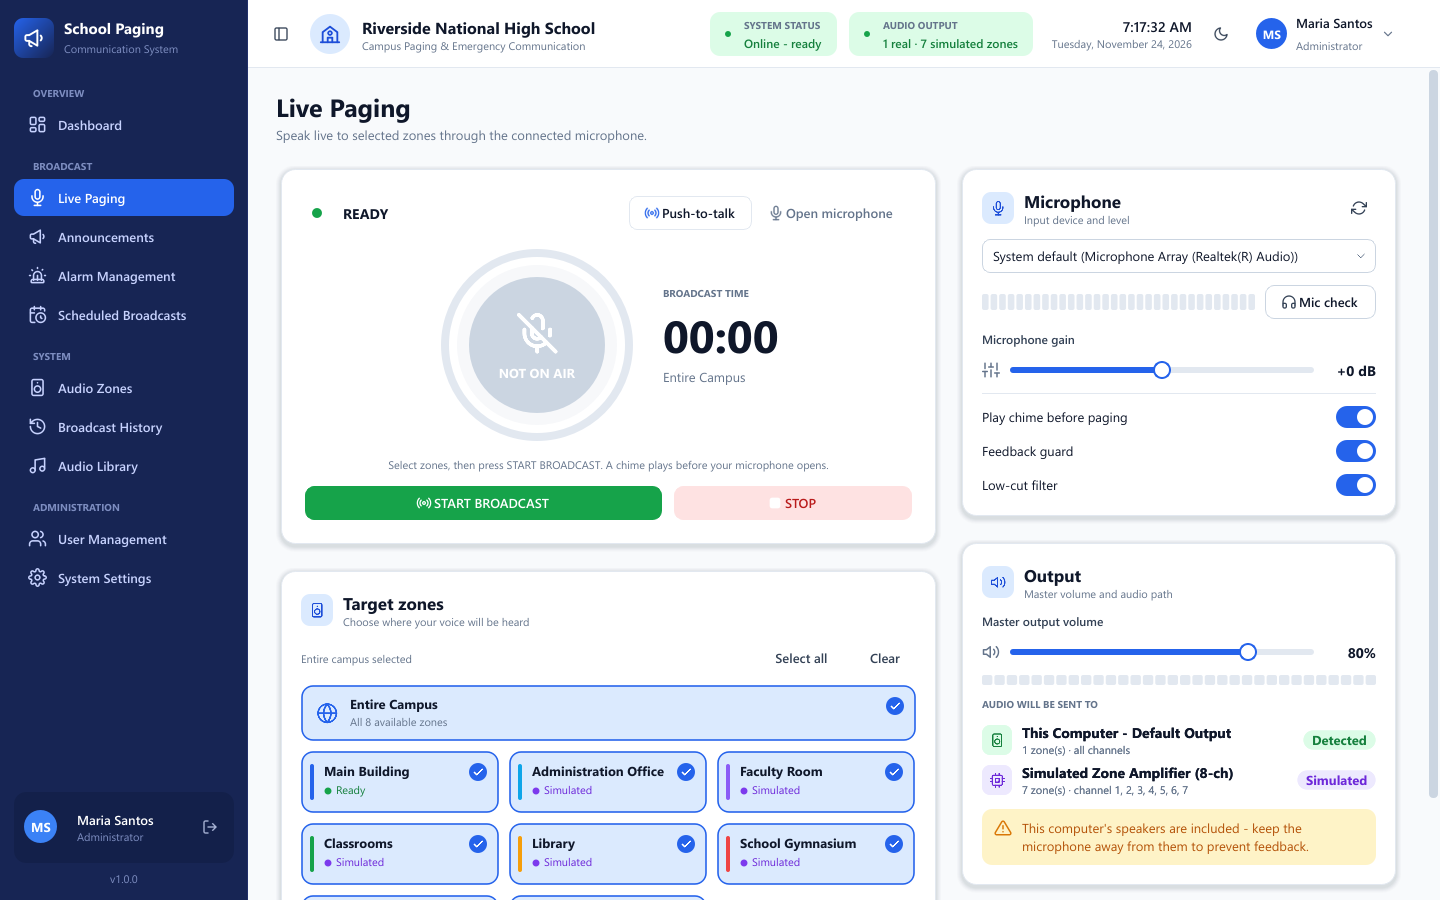 School Paging
Communication System
OVERVIEW
Dashboard
BROADCAST
Live Paging
Announcements
Alarm Management
Scheduled Broadcasts
SYSTEM
Audio Zones
Broadcast History
Audio Library
ADMINISTRATION
User Management
System Settings
MS
Maria Santos
Administrator
v1.0.0
Riverside National High School
Campus Paging & Emergency Communication
SYSTEM STATUS
Online - ready
AUDIO OUTPUT
1 real · 7 simulated zones
7:17:32 AM
Tuesday, November 24, 2026
MS
Maria Santos
Administrator
Live Paging
Speak live to selected zones through the connected microphone.
READY
Push-to-talk
Open microphone
NOT ON AIR
BROADCAST TIME
00:00
Entire Campus
Select zones, then press START BROADCAST. A chime plays before your microphone opens.
START BROADCAST
STOP
Target zones
Choose where your voice will be heard
Entire campus selected
Select all
Clear
Entire Campus
All 8 available zones
Main Building
Ready
Administration Office
Simulated
Faculty Room
Simulated
Classrooms
Simulated
Library
Simulated
School Gymnasium
Simulated
Microphone
Input device and level
System default (Microphone Array (Realtek(R) Audio))
Mic check
Microphone gain
+0 dB
Play chime before paging
Feedback guard
Low-cut filter
Output
Master volume and audio path
Master output volume
80%
AUDIO WILL BE SENT TO
This Computer - Default Output
1 zone(s) · all channels
Detected
Simulated Zone Amplifier (8-ch)
7 zone(s) · channel 1, 2, 3, 4, 5, 6, 7
Simulated
This computer's speakers are included - keep the
microphone away from them to prevent feedback.